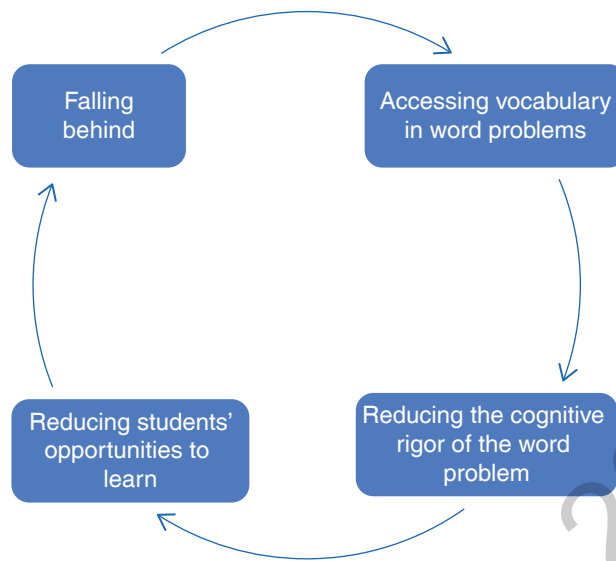 Falling
behind
Accessing vocabulary
in word problems
Reducing the cognitive
rigor of the word
problem
Reducing students’
opportunities to
learn